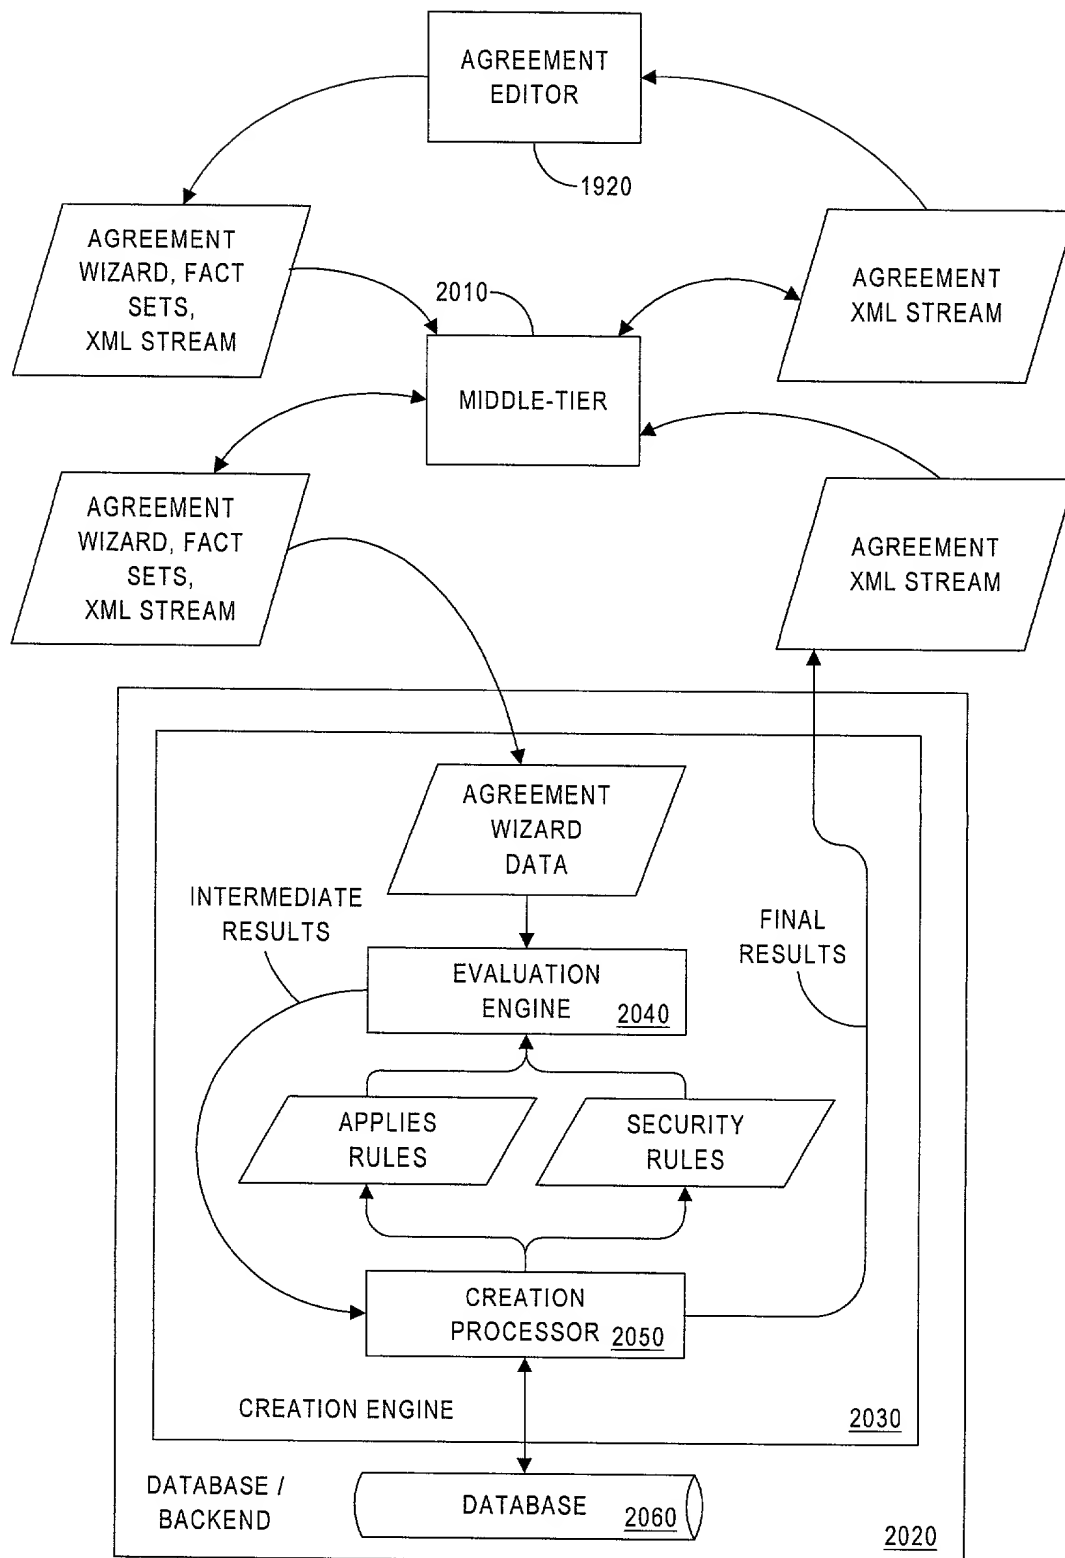 AGREEMENT
EDITOR
1920
AGREEMENT
WIZARD, FACT
SETS,
XML STREAM
2010
AGREEMENT
XML STREAM
MIDDLE-TIER
AGREEMENT
WIZARD, FACT
SETS,
XML STREAM
AGREEMENT
XML STREAM
AGREEMENT
WIZARD
DATA
INTERMEDIATE
RESULTS
FINAL
RESULTS
EVALUATION
ENGINE
2040
APPLIES
RULES
SECURITY
RULES
CREATION
PROCESSOR
2050
CREATION ENGINE
2030
DATABASE /
BACKEND
DATABASE
2060
2020